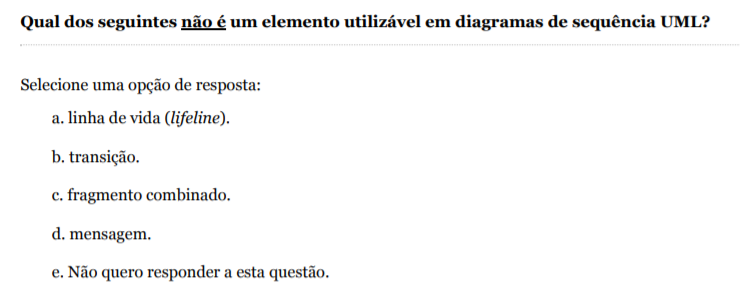 Qual dos seguintes não é um elemento utilizável em diagramas de sequência UML?
Selecione uma opção de resposta:
a. linha de vida (lifeline).
b. transição.
c. fragmento combinado.
d. mensagem.
e. Não quero responder a esta questão.